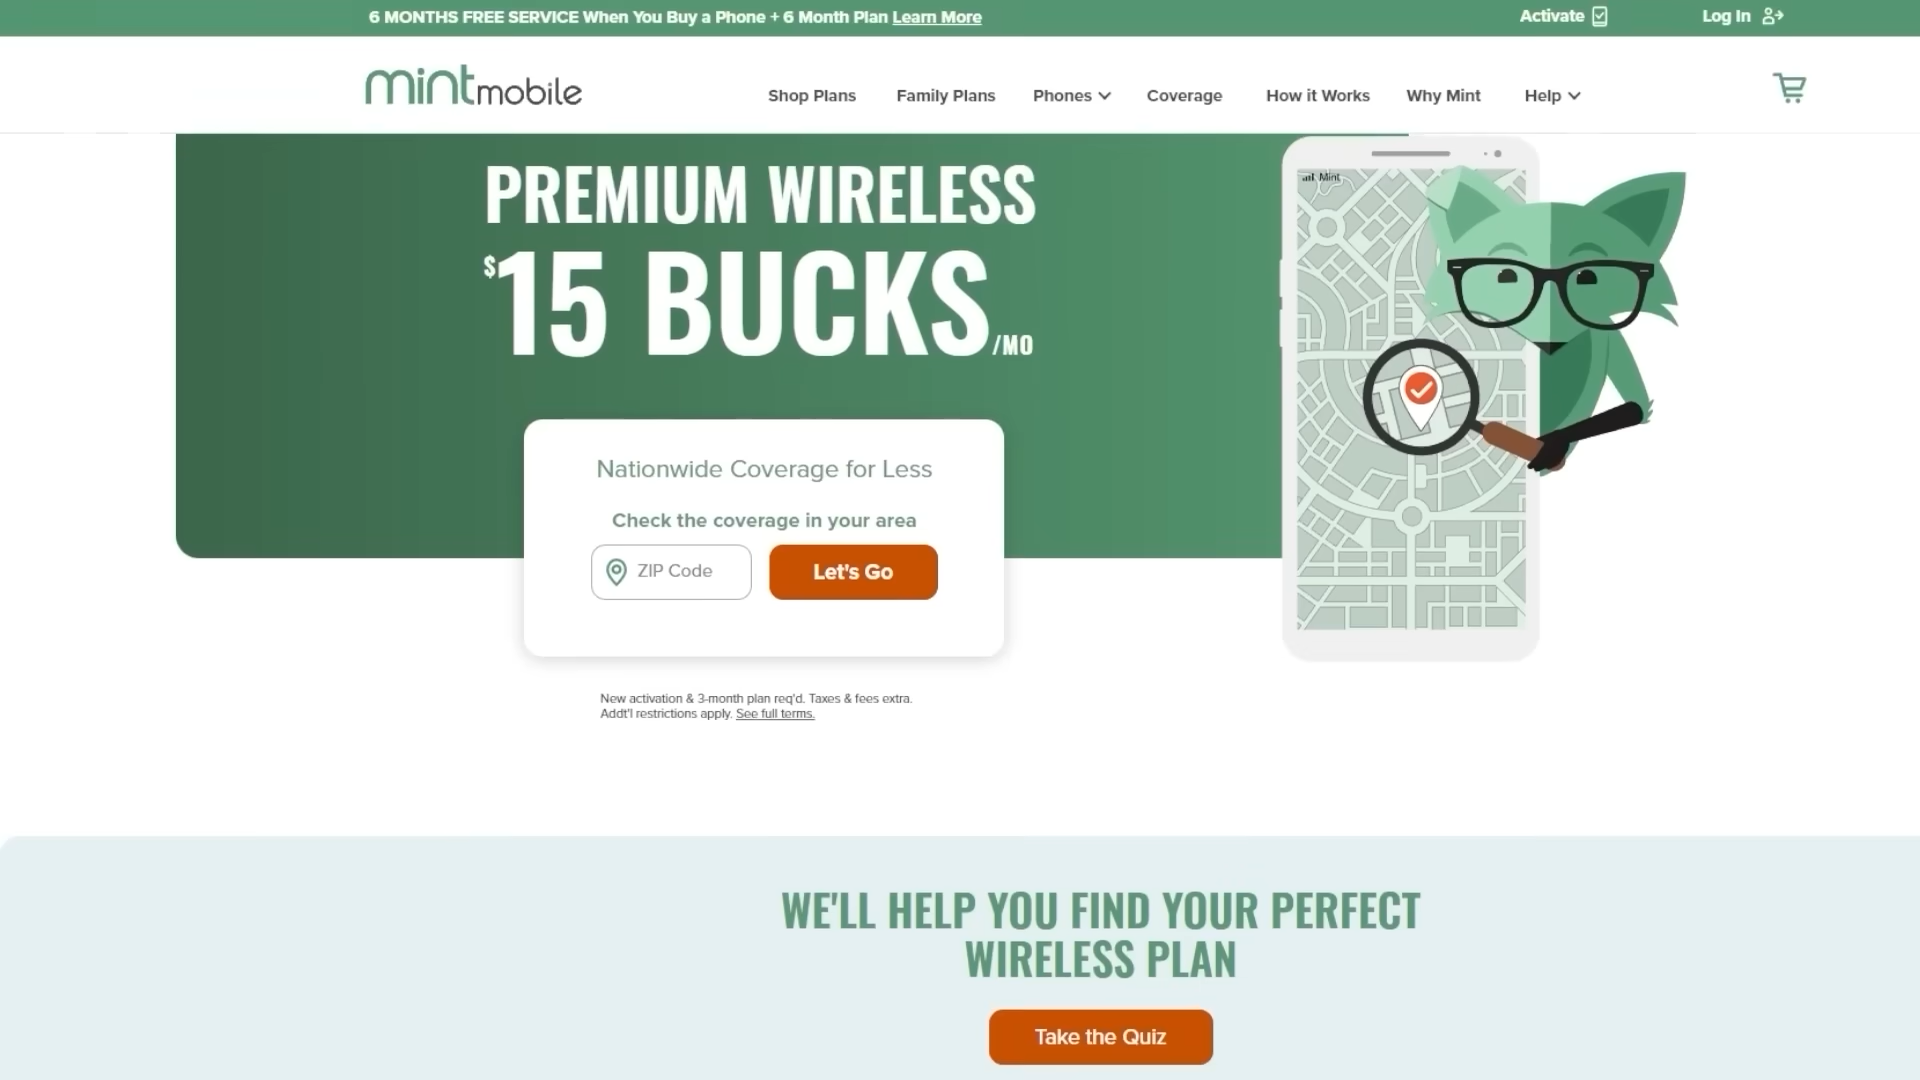 6 MONTHS FREE SERVICE When You Buy a Phone + 6 Month Plan Learn More
Activate
Log In
mintmobile
Shop Plans
Family Plans
Phones
Coverage
How it Works
Why Mint
Help
PREMIUM WIRELESS
$15 BUCKS/MO
Mint
Nationwide Coverage for Less
Check the coverage in your area
ZIP Code
Let's Go
New activation & 3-month plan req'd. Taxes & fees extra.
Addt'l restrictions apply. See full terms.
WE'LL HELP YOU FIND YOUR PERFECT
WIRELESS PLAN
Take the Quiz